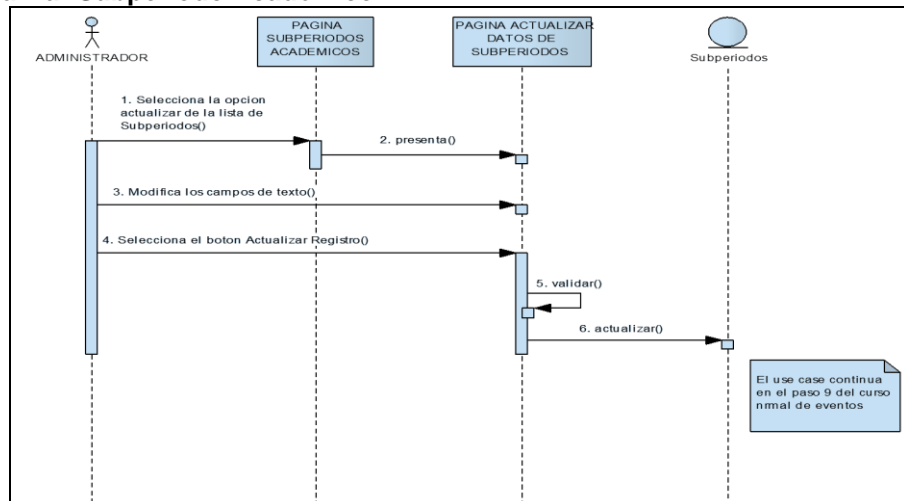 ADMINISTRADOR
PAGINA
SUBPERIODOS
ACADEMICOS
PAGINA ACTUALIZAR
DATOS DE
SUBPERIODOS
Subperiodos
1. Selecciona la opcion
actualizar de la lista de
Subperiodos()
2. presenta()
3. Modifica los campos de texto()
4. Selecciona el boton Actualizar Registro()
5. validar()
6. actualizar()
El use case continua
en el paso 9 del curso
nrmal de eventos